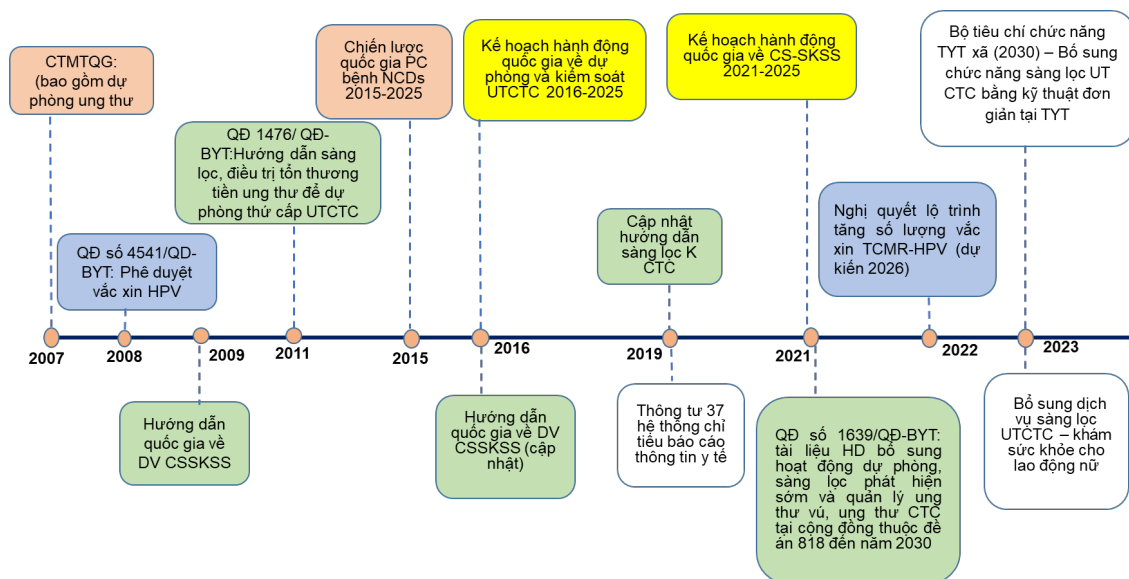 CTMTQG:
(bao gồm dự
phòng ung thư
QĐ số 4541/QD-
BYT: Phê duyệt
vắc xin HPV
QĐ 1476/ QĐ-
BYT:Hướng dẫn sàng
lọc, điều trị tổn thương
tiền ung thư để dự
phòng thứ cấp UTCTC
Chiến lược
quốc gia PC
bệnh NCDs
2015-2025
Kế hoạch hành động
quốc gia về dự
phòng và kiểm soát
UTCTC 2016-2025
Cập nhật
hướng dẫn
sàng lọc K
CTC
Kế hoạch hành động
quốc gia về CS-SKSS
2021-2025
Nghị quyết lộ trình
tăng số lượng vắc
xin TCMR-HPV (dự
kiến 2026)
Bộ tiêu chí chức năng
TYT xã (2030) – Bổ sung
chức năng sàng lọc UT
CTC bằng kỹ thuật đơn
giản tại TYT
2007
2008
2009
2011
2015
2016
2019
2021
2022
2023
Hướng dẫn
quốc gia về
DV CSSKSS
Hướng dẫn
quốc gia về DV
CSSKSS (cập
nhật)
Thông tư 37
hệ thống chỉ
tiểu báo cáo
thông tin y tế
QĐ số 1639/QĐ-BYT:
tài liệu HD bổ sung
hoạt động dự phòng,
sàng lọc phát hiện
sớm và quản lý ung
thư vú, ung thư CTC
tại cộng đồng thuộc đề
án 818 đến năm 2030
Bổ sung dịch
vụ sàng lọc
UTCTC – khám
sức khỏe cho
lao động nữ